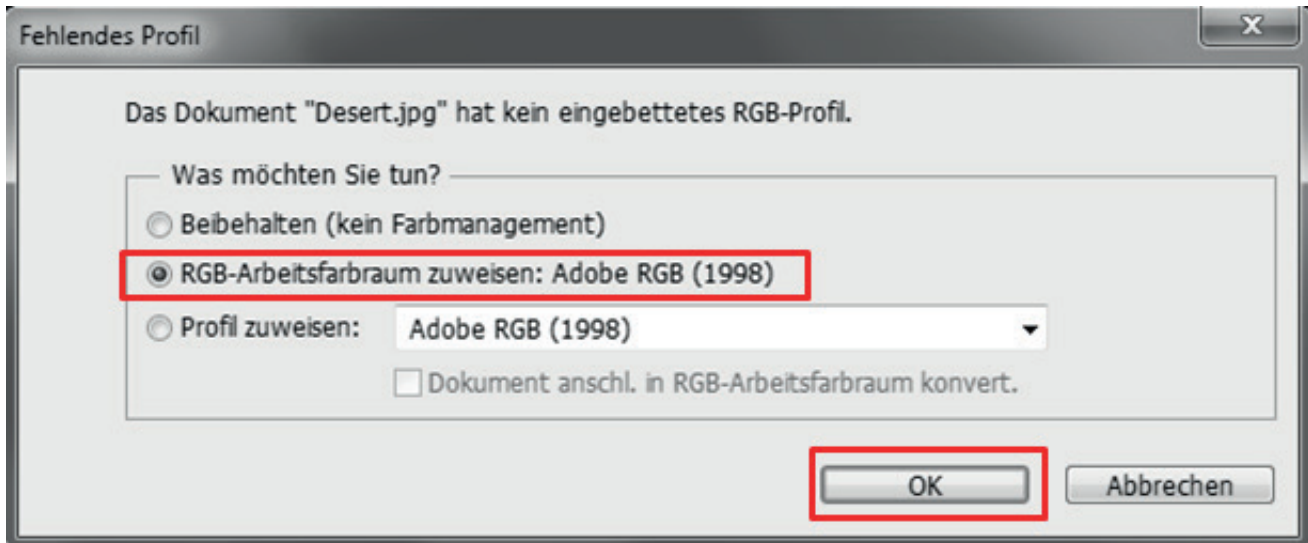 Fehlendes Profil
Das Dokument "Desert.jpg" hat kein eingebettetes RGB-Profil.
Was möchten Sie tun?
Beibehalten (kein Farbmanagement)
RGB-Arbeitsfarbraum zuweisen: Adobe RGB (1998)
Profil zuweisen: Adobe RGB (1998)
Dokument anschl. in RGB-Arbeitsfarbraum konvert.
OK Abbrechen